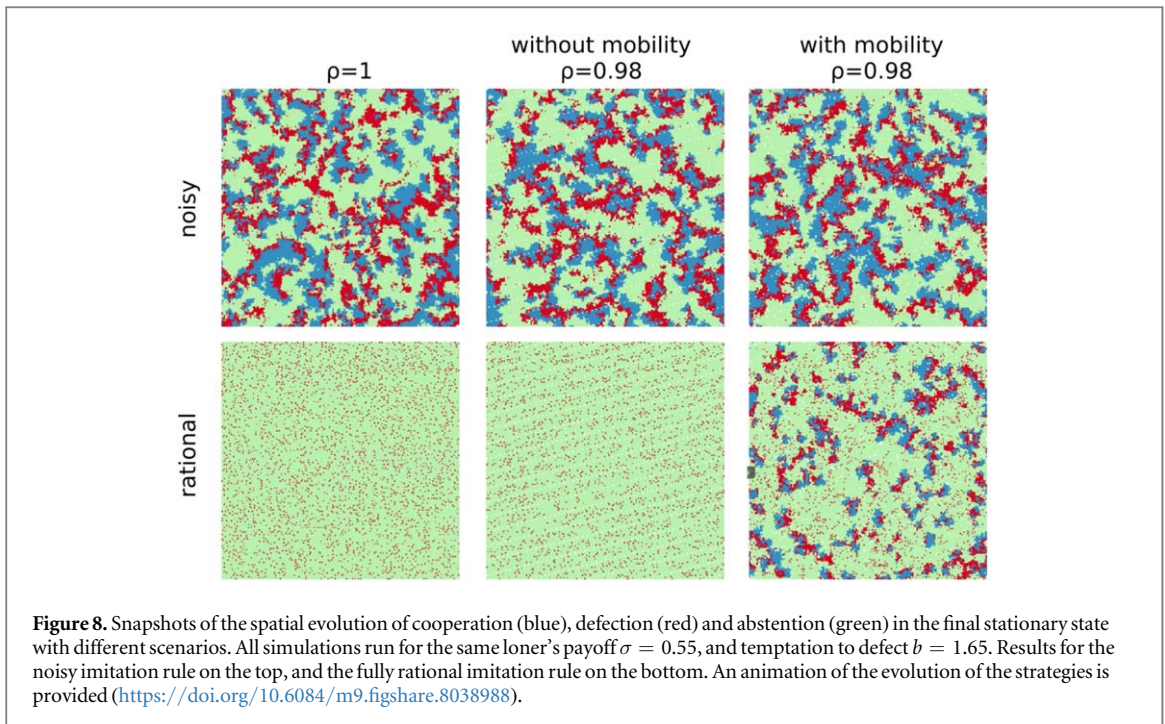 without mobility
with mobility
ρ=1
ρ=0.98
ρ=0.98
noisy
rational
Figure 8. Snapshots of the spatial evolution of cooperation (blue), defection (red) and abstention (green) in the final stationary state
with different scenarios. All simulations run for the same loner's payoff σ = 0.55, and temptation to defect b = 1.65. Results for the
noisy imitation rule on the top, and the fully rational imitation rule on the bottom. An animation of the evolution of the strategies is
provided (https://doi.org/10.6084/m9.figshare.8038988).